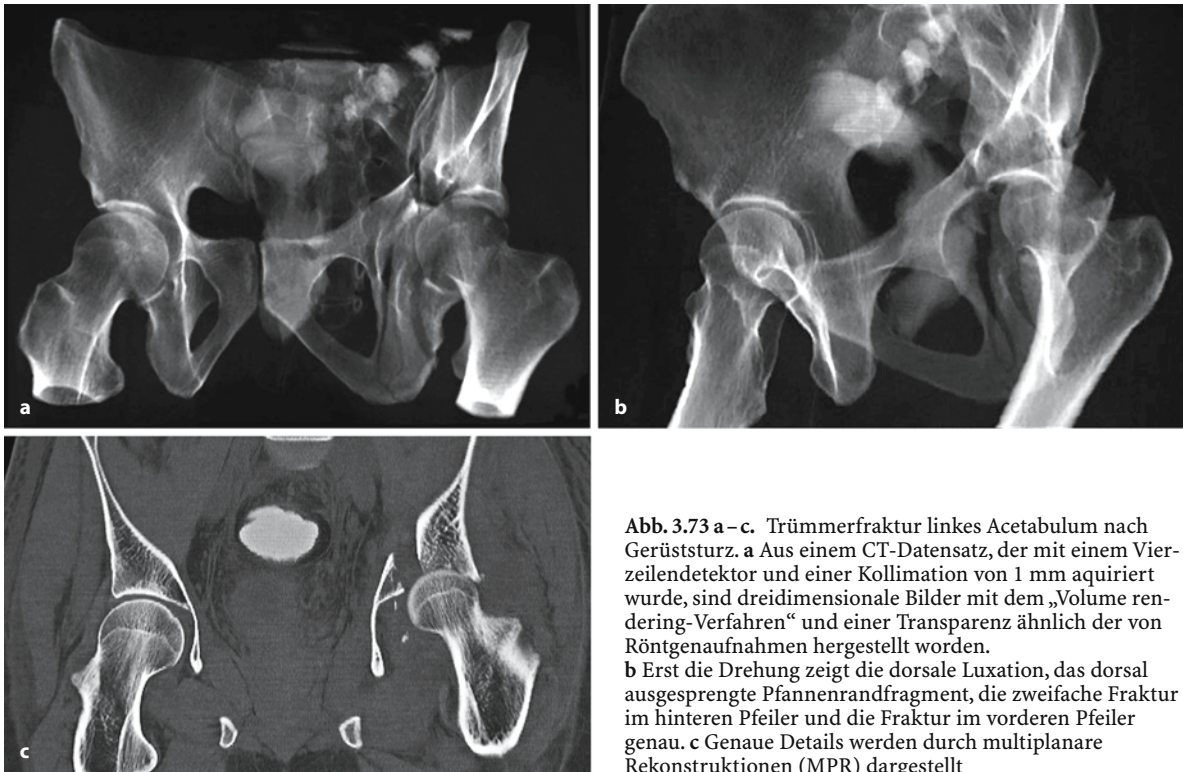 a
b
c
Abb. 3.73 a – c. Trümmerfraktur linkes Acetabulum nach
Gerüststurz. a Aus einem CT-Datensatz, der mit einem Vier-
zeilendetektor und einer Kollimation von 1 mm aquiriert
wurde, sind dreidimensionale Bilder mit dem „Volume ren-
dering-Verfahren“ und einer Transparenz ähnlich der von
Röntgenaufnahmen hergestellt worden.
b Erst die Drehung zeigt die dorsale Luxation, das dorsal
ausgesprengte Pfannenrandfragment, die zweifache Fraktur
im hinteren Pfeiler und die Fraktur im vorderen Pfeiler
genau. c Genaue Details werden durch multiplanare
Rekonstruktionen (MPR) dargestellt